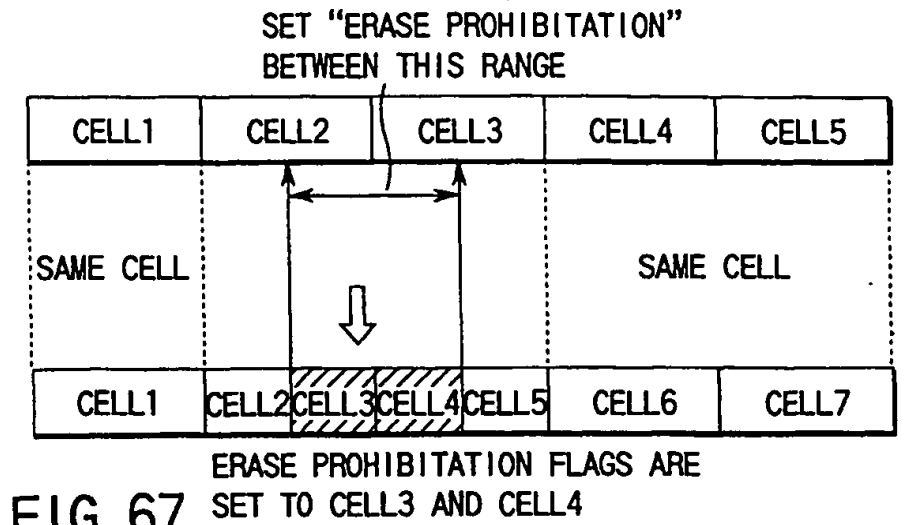 SET “ERASE PROHIBITATION”
BETWEEN THIS RANGE
CELL1 CELL2 CELL3 CELL4 CELL5
SAME CELL SAME CELL
CELL1 CELL2 CELL3 CELL4 CELL5 CELL6 CELL7
ERASE PROHIBITATION FLAGS ARE
SET TO CELL3 AND CELL4
FIG 67